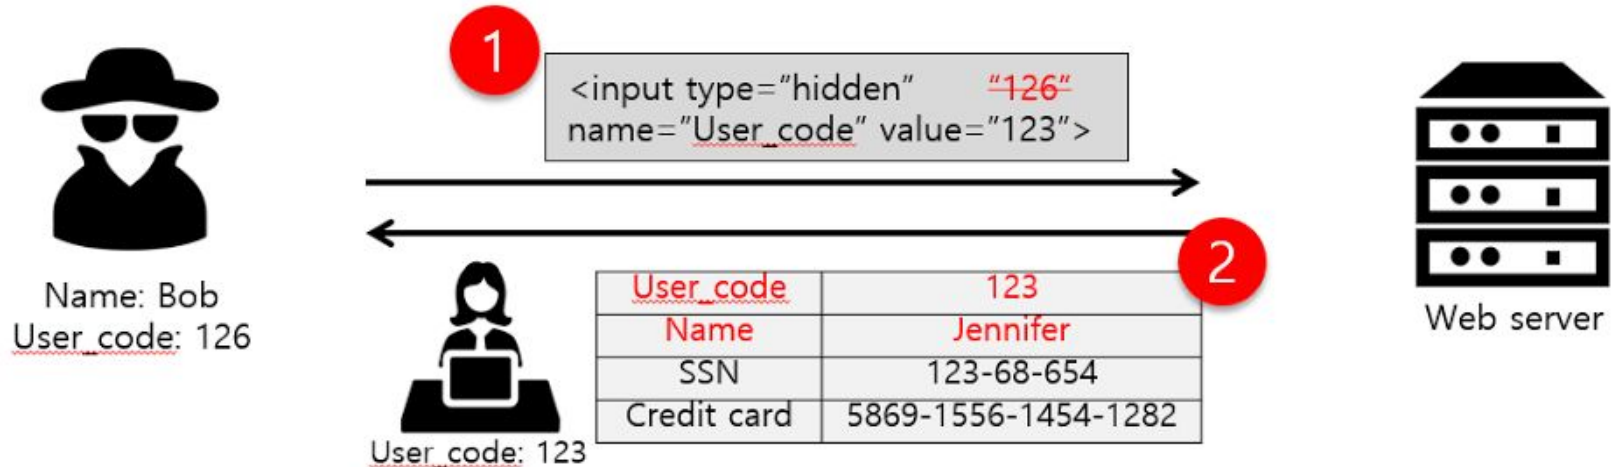 1
<input type="hidden" "126"
name="User_code" value="123">
Name: Bob
User_code: 126
2
User_code 123
Name Jennifer
SSN 123-68-654
Credit card 5869-1556-1454-1282
User_code: 123
Web server